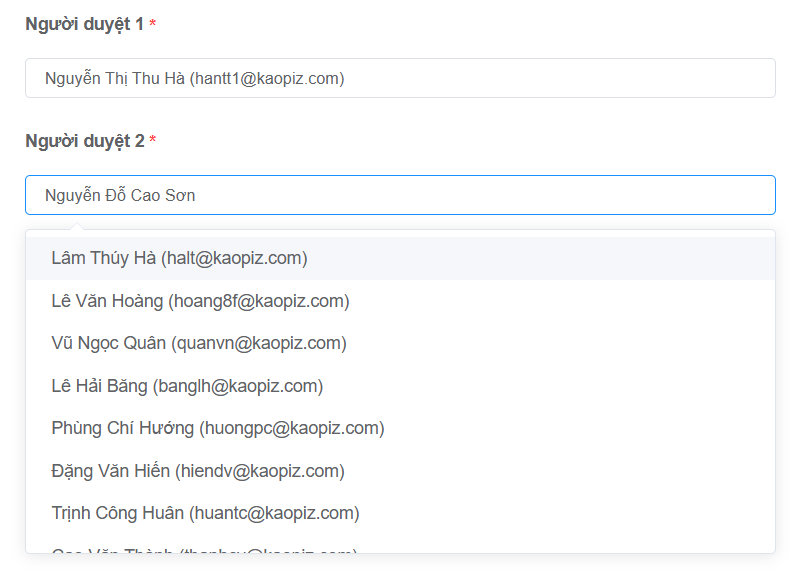 Người duyệt 1 *
Nguyễn Thị Thu Hà (hantt1@kaopiz.com)
Người duyệt 2 *
Nguyễn Đỗ Cao Sơn
Lâm Thúy Hà (halt@kaopiz.com)
Lê Văn Hoàng (hoang8f@kaopiz.com)
Vũ Ngọc Quân (quanvn@kaopiz.com)
Lê Hải Băng (banglh@kaopiz.com)
Phùng Chí Hướng (huongpc@kaopiz.com)
Đặng Văn Hiến (hiendv@kaopiz.com)
Trịnh Công Huân (huantc@kaopiz.com)